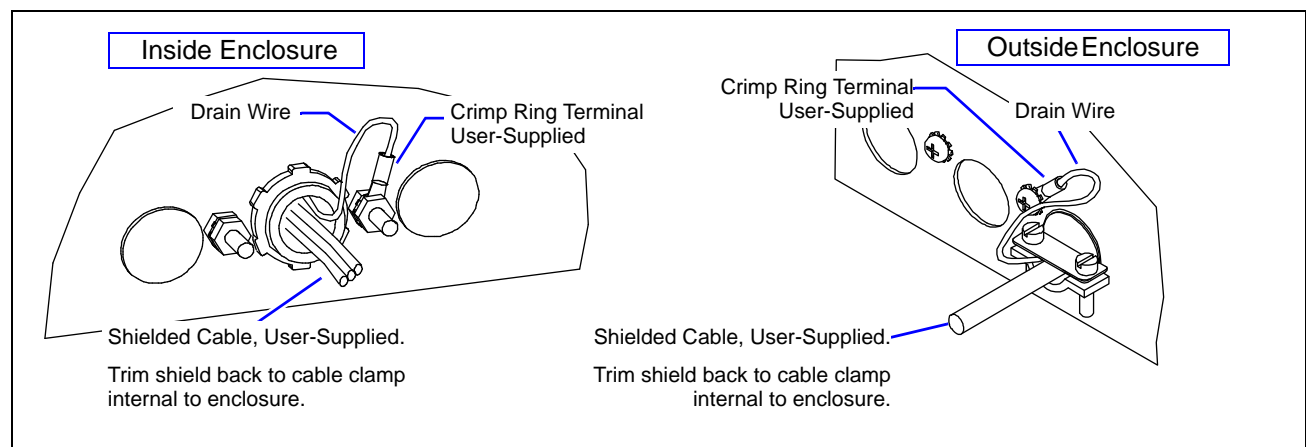 Inside Enclosure
Drain Wire
Crimp Ring Terminal
User-Supplied
Shielded Cable, User-Supplied.
Trim shield back to cable clamp
internal to enclosure.
Outside Enclosure
Crimp Ring Terminal
User-Supplied
Drain Wire
Shielded Cable, User-Supplied.
Trim shield back to cable clamp
internal to enclosure.